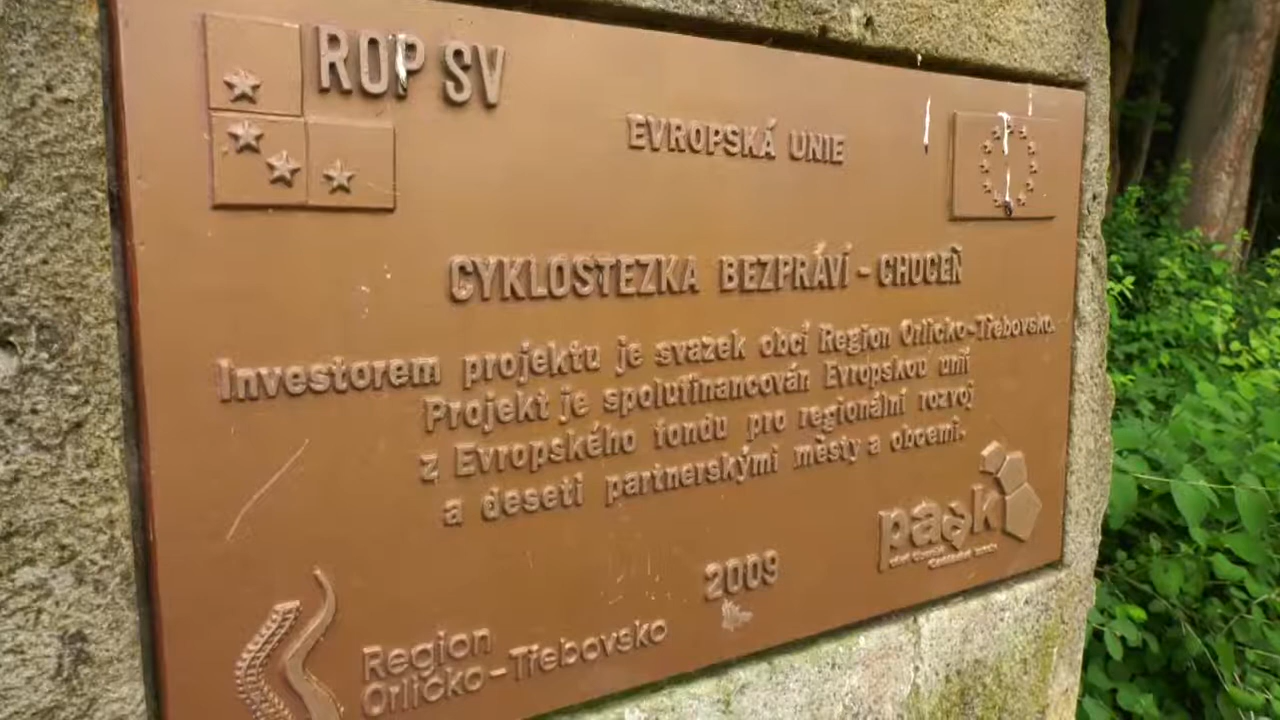 ROP SV
EVROPSKÁ UNIE
CYKLOSTEZKA BEZPRÁVÍ - CHOCEŇ
Investorem projektu je svazek obcí Region Orlicko-Třebovsko.
Projekt je spolufinancován Evropskou unií
z Evropského fondu pro regionální rozvoj
a deseti partnerskými městy a obcemi.
paok
2009
Region
Orlicko-Třebovsko